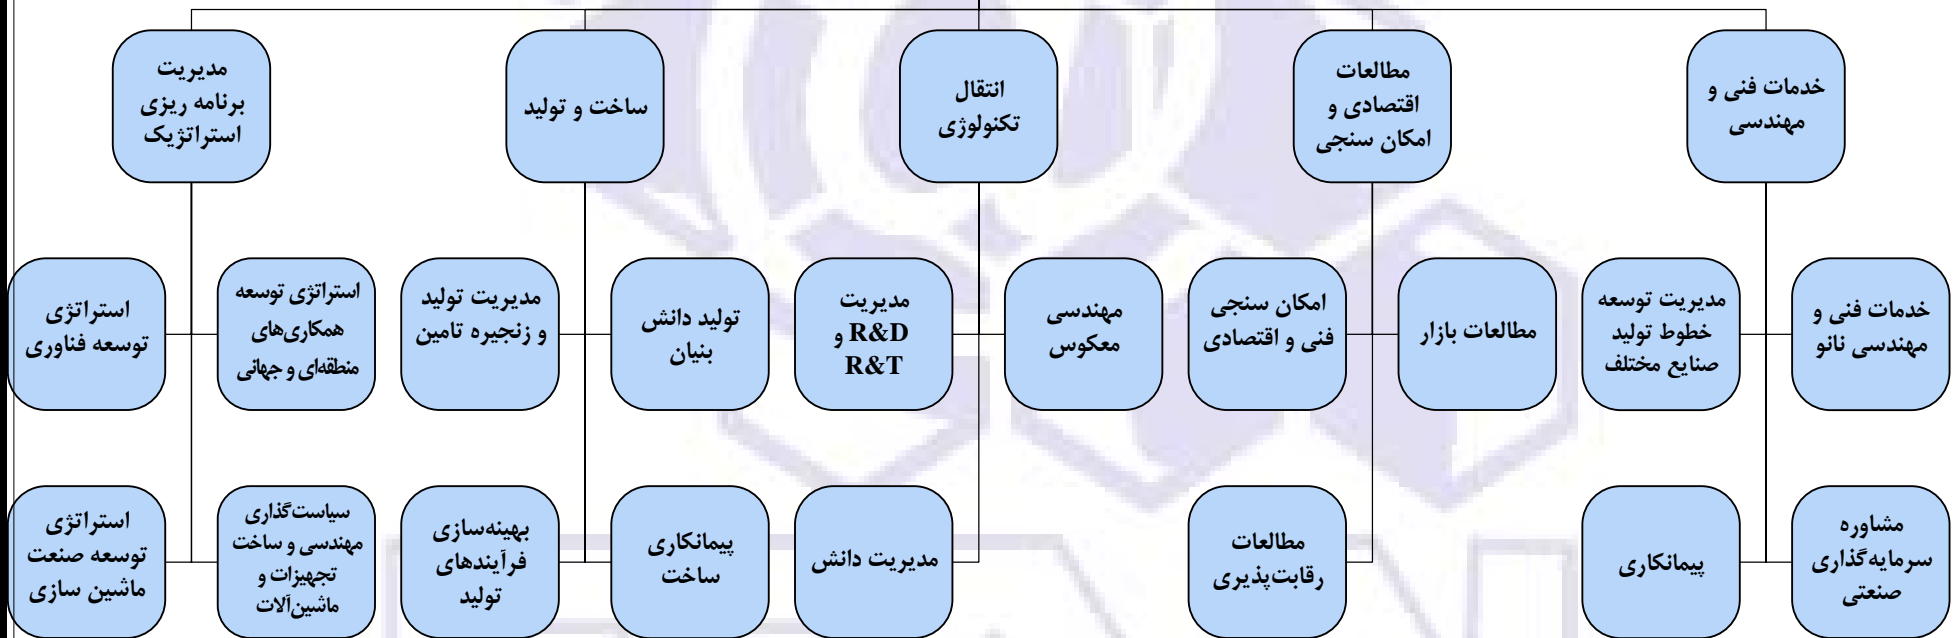 خدمات فنی و
مهندسی
مطالعات
اقتصادی و
امکان سنجی
انتقال
تکنولوژی
ساخت و تولید
مدیریت
برنامه ریزی
استراتژیک
خدمات فنی و
مهندسی نانو
مدیریت توسعه
خطوط تولید
صنایع مختلف
مطالعات بازار
امکان سنجی
فنی و اقتصادی
مهندسی
معکوس
مدیریت
R&D و
R&T
تولید دانش
بنیان
مدیریت تولید
و زنجیره تامین
استراتژی توسعه
همکاری‌های
منطقه‌ای و جهانی
استراتژی
توسعه فناوری
مشاوره
سرمایه‌گذاری
صنعتی
پیمانکاری
مطالعات
رقابت‌پذیری
مدیریت دانش
پیمانکاری
ساخت
بهینه‌سازی
فرآیندهای
تولید
سیاست‌گذاری
مهندسی و ساخت
تجهیزات و
ماشین‌آلات
استراتژی
توسعه صنعت
ماشین سازی